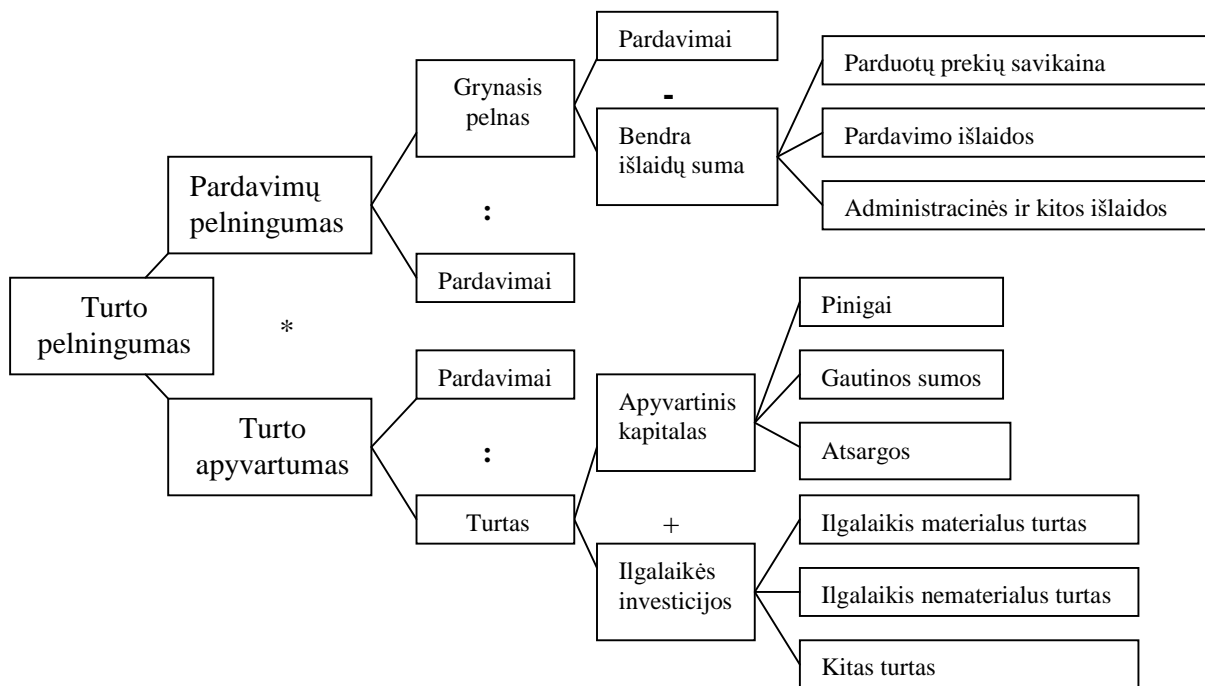 Pardavimai
Parduotų prekių savikaina
Grynasis
pelnas
-
Bendra
išlaidų suma
Pardavimo išlaidos
Pardavimų
pelningumas
:
Administracinės ir kitos išlaidos
Pardavimai
Turto
pelningumas
*
Pinigai
Pardavimai
Gautinos sumos
Apyvartinis
kapitalas
Turto
apyvartumas
:
Atsargos
Turtas
+
Ilgalaikis materialus turtas
Ilgalaikės
investicijos
Ilgalaikis nematerialus turtas
Kitas turtas